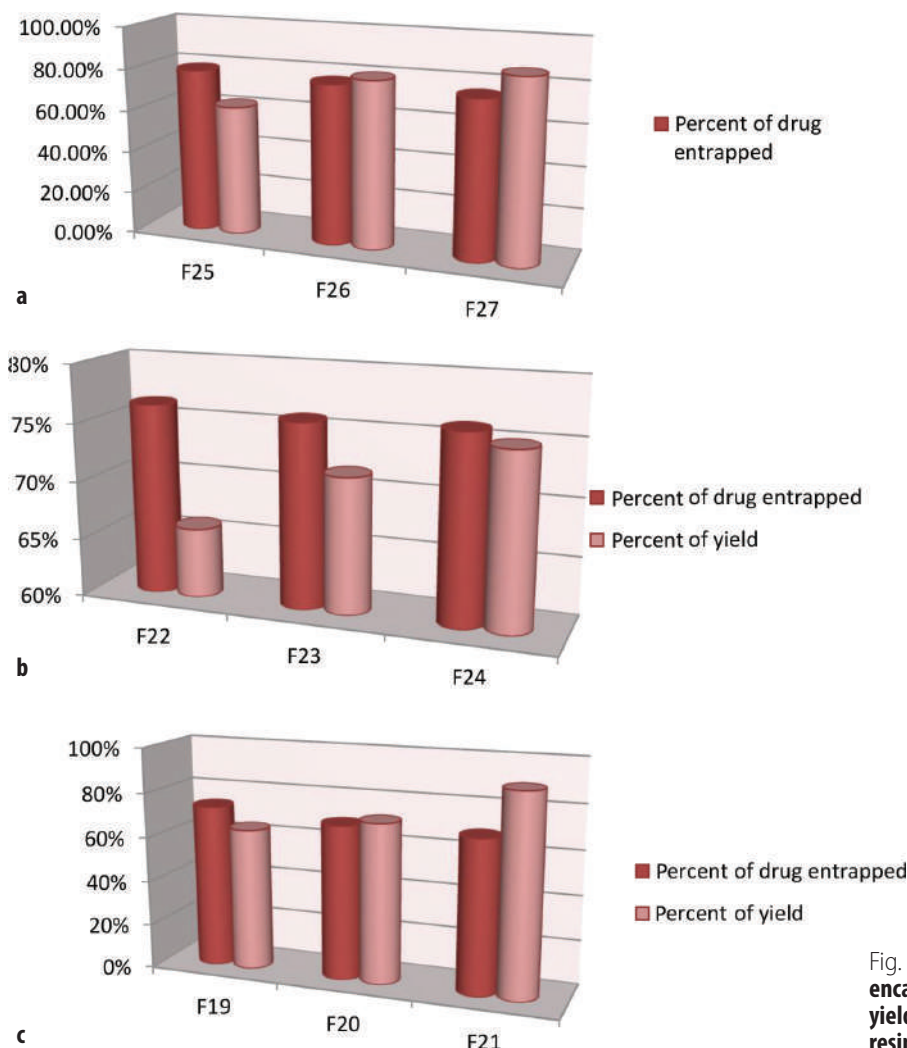 100.00%
80.00%
60.00%
40.00%
20.00%
0.00%
F25
F26
F27
Percent of drug
entrapped
a
80%
75%
70%
65%
60%
F22
F23
F24
Percent of drug entrapped
Percent of yield
b
100%
80%
60%
40%
20%
0%
F19
F20
F21
Percent of drug entrapped
Percent of yield
c
Fig.
yield